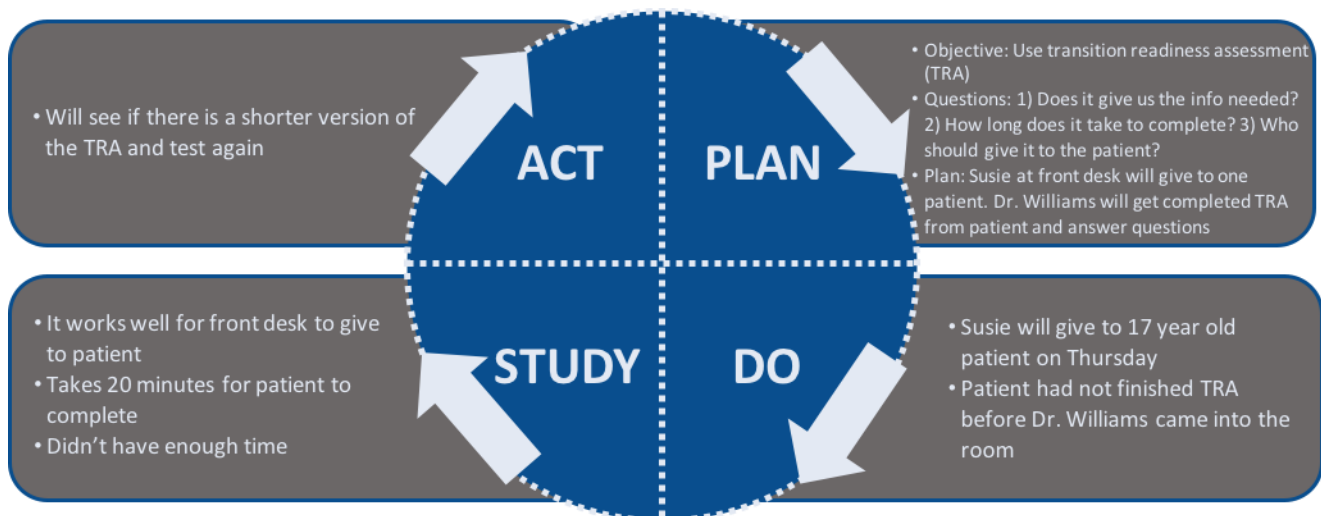 • Will see if there is a shorter version of
the TRA and test again
ACT
PLAN
• Objective: Use transition readiness assessment
(TRA)
• Questions: 1) Does it give us the info needed?
2) How long does it take to complete? 3) Who
should give it to the patient?
• Plan: Susie at front desk will give to one
patient. Dr. Williams will get completed TRA
from patient and answer questions
• It works well for front desk to give
to patient
• Takes 20 minutes for patient to
complete
• Didn’t have enough time
STUDY
DO
• Susie will give to 17 year old
patient on Thursday
• Patient had not finished TRA
before Dr. Williams came into the
room